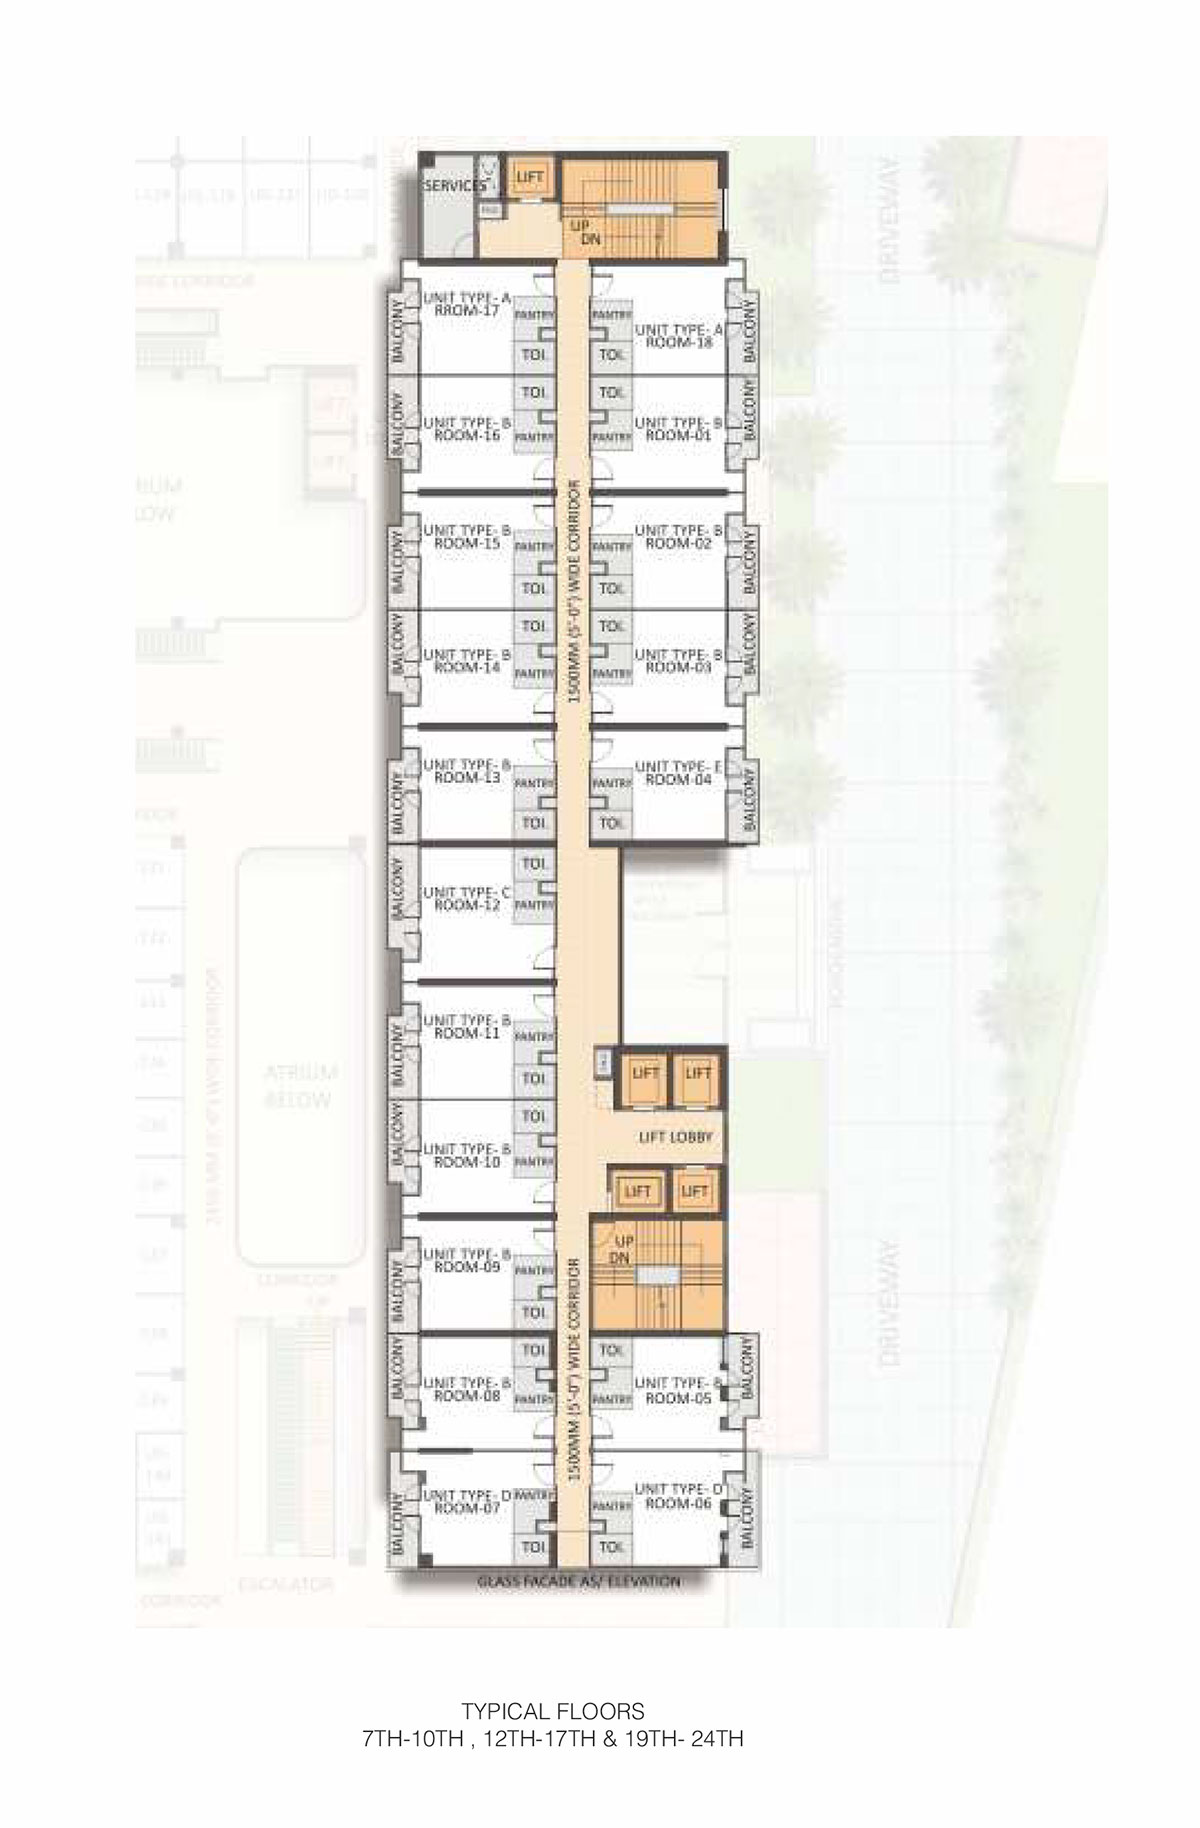 SERVICES
LIFT
UP
DN
DRIVEWAY
UNIT TYPE- A
RROM-17
PANTRY
TOI.
BALCONY
PANTRY
TOI.
UNIT TYPE- A
ROOM-18
BALCONY
UNIT TYPE- B
ROOM-16
TOI.
PANTRY
BALCONY
TOI.
PANTRY
UNIT TYPE- B
ROOM-01
BALCONY
UNIT TYPE- B
ROOM-15
PANTRY
TOI.
BALCONY
1500MM (5'-0") WIDE CORRIDOR
PANTRY
TOI.
UNIT TYPE- B
ROOM-02
BALCONY
UNIT TYPE- B
ROOM-14
TOI.
PANTRY
BALCONY
TOI.
PANTRY
UNIT TYPE- B
ROOM-03
BALCONY
UNIT TYPE- B
ROOM-13
PANTRY
TOI.
BALCONY
PANTRY
TOI.
UNIT TYPE- E
ROOM-04
BALCONY
UNIT TYPE- C
ROOM-12
TOI.
PANTRY
BALCONY
UNIT TYPE- B
ROOM-11
PANTRY
TOI.
BALCONY
ATRIUM
BELOW
LIFT
LIFT
LIFT LOBBY
UNIT TYPE- B
ROOM-10
TOI.
PANTRY
BALCONY
LIFT
LIFT
UP
DN
UNIT TYPE- B
ROOM-09
PANTRY
TOI.
BALCONY
CORRIDOR
DRIVEWAY
1500MM (5'-0") WIDE CORRIDOR
UNIT TYPE- B
ROOM-08
TOI.
PANTRY
BALCONY
TOI.
PANTRY
UNIT TYPE- B
ROOM-05
BALCONY
UNIT TYPE- D
ROOM-07
PANTRY
TOI.
BALCONY
PANTRY
TOI.
UNIT TYPE- D
ROOM-06
BALCONY
ESCALATOR
CORRIDOR
GLASS FACADE AS/ ELEVATION
TYPICAL FLOORS
7TH-10TH , 12TH-17TH & 19TH- 24TH